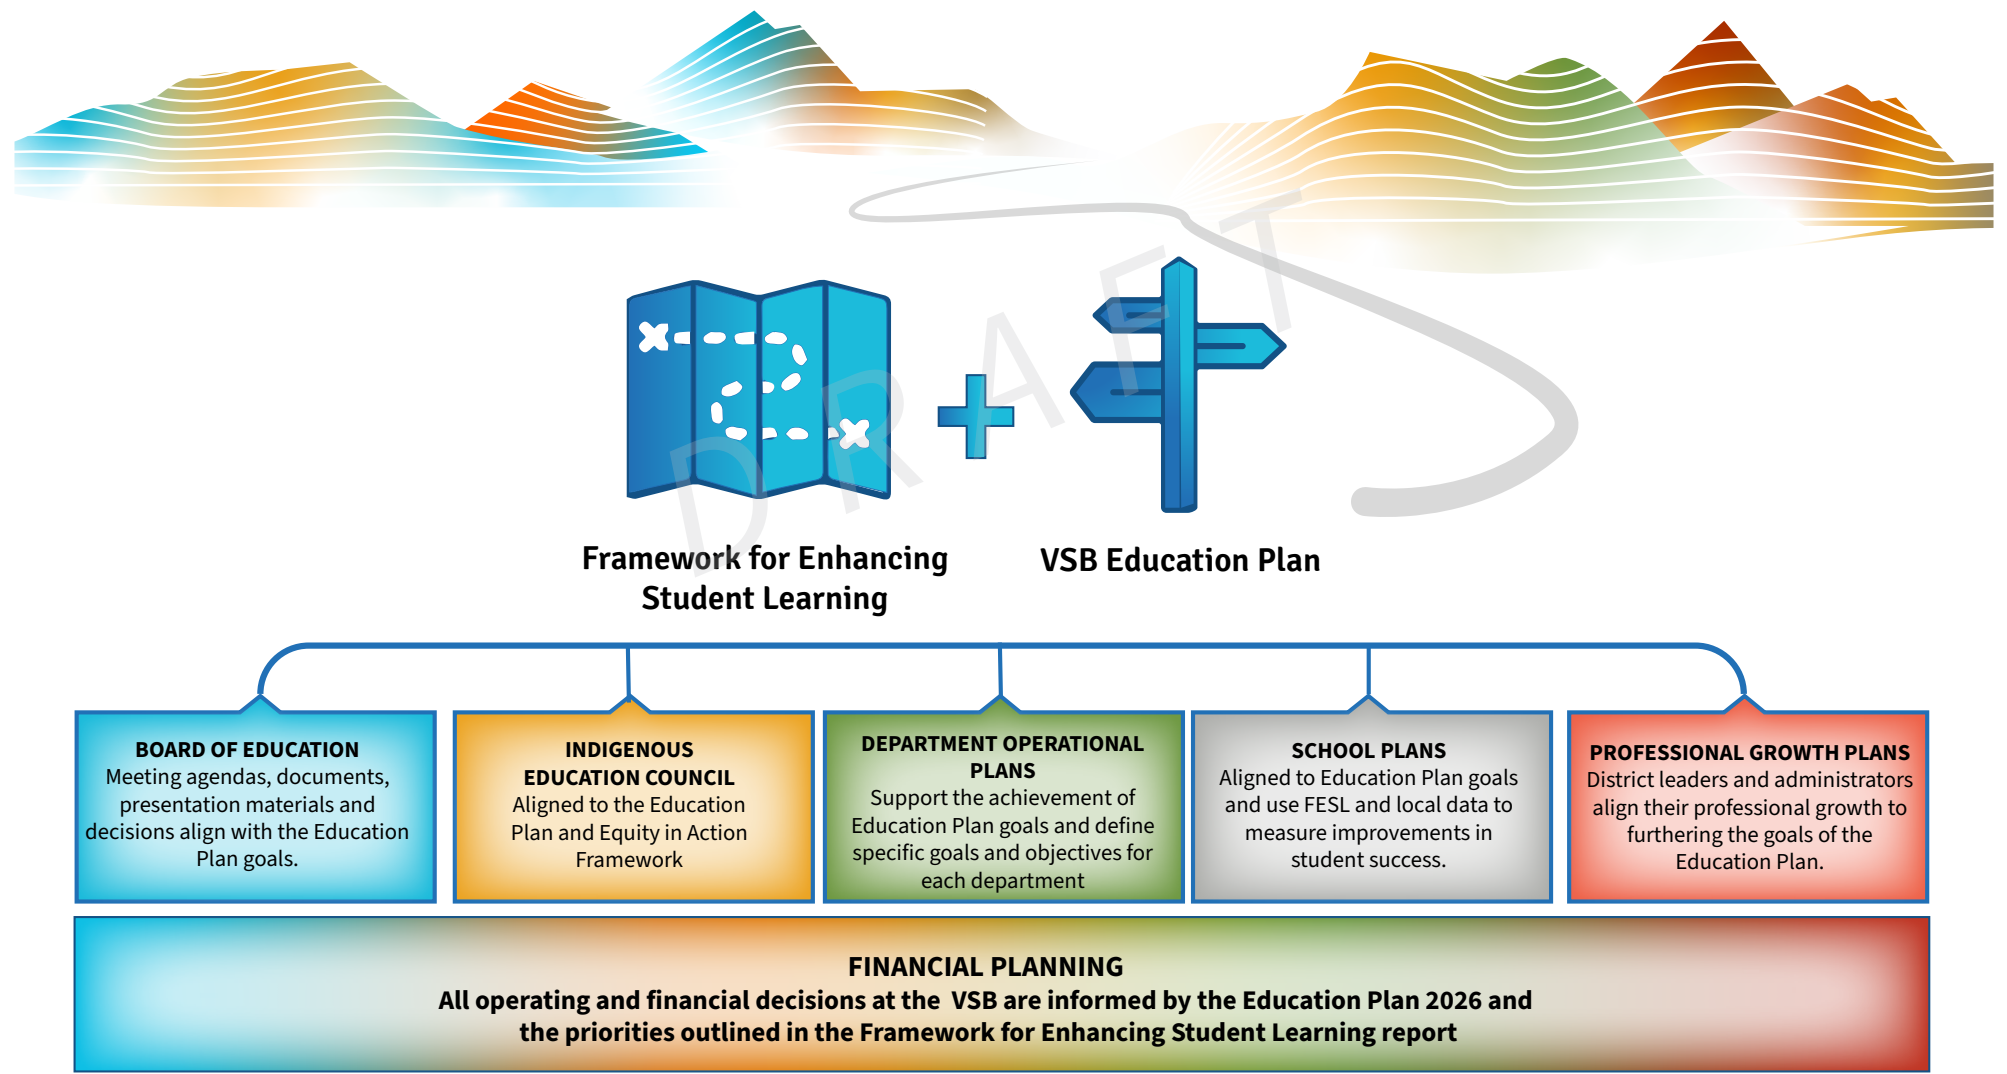 DRAFT
Framework for Enhancing
Student Learning
VSB Education Plan
BOARD OF EDUCATION
Meeting agendas, documents,
presentation materials and
decisions align with the Education
Plan goals.
INDIGENOUS
EDUCATION COUNCIL
Aligned to the Education
Plan and Equity in Action
Framework
DEPARTMENT OPERATIONAL
PLANS
Support the achievement of
Education Plan goals and define
specific goals and objectives for
each department
SCHOOL PLANS
Aligned to Education Plan goals
and use FESL and local data to
measure improvements in
student success.
PROFESSIONAL GROWTH PLANS
District leaders and administrators
align their professional growth to
furthering the goals of the
Education Plan.
FINANCIAL PLANNING
All operating and financial decisions at the VSB are informed by the Education Plan 2026 and
the priorities outlined in the Framework for Enhancing Student Learning report